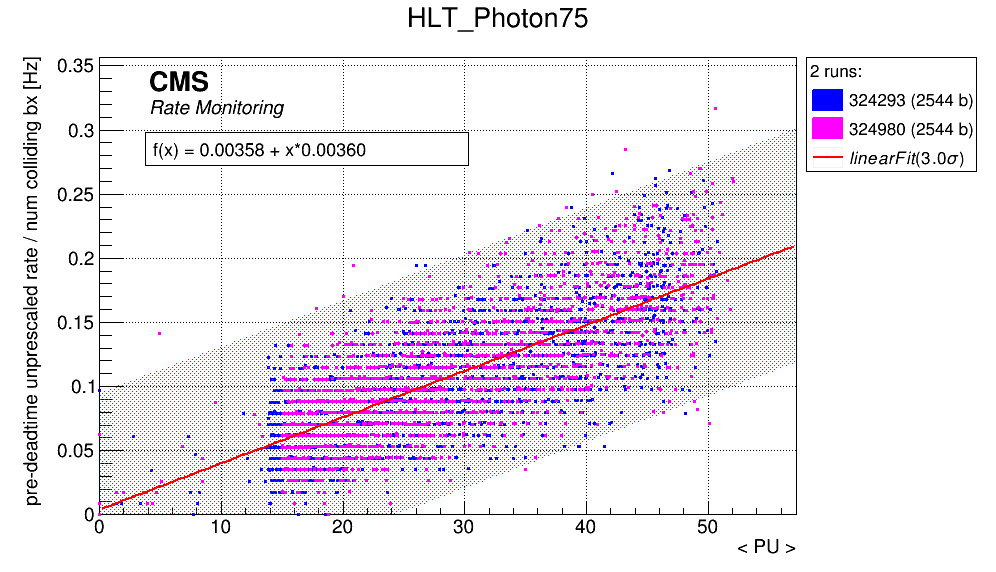 HLT_Photon75
pre-deadtime unprescaled rate / num colliding bx [Hz]
0.35
0.3
0.25
0.2
0.15
0.1
0.05
0
CMS
Rate Monitoring
f(x) = 0.00358 + x*0.00360
2 runs:
324293 (2544 b)
324980 (2544 b)
linearFit(3.0σ)
0 10 20 30 40 50
< PU >